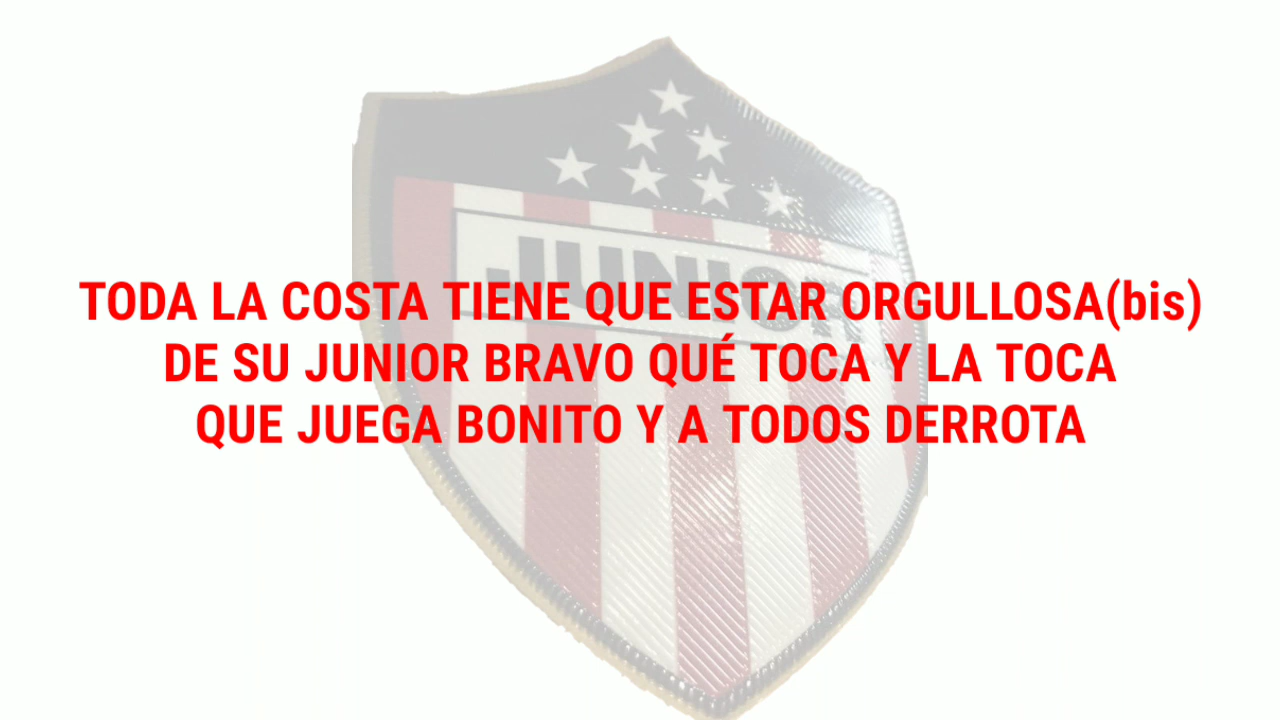 JUNIOR
TODA LA COSTA TIENE QUE ESTAR ORGULLOSA(bis)
DE SU JUNIOR BRAVO QUÉ TOCA Y LA TOCA
QUE JUEGA BONITO Y A TODOS DERROTA